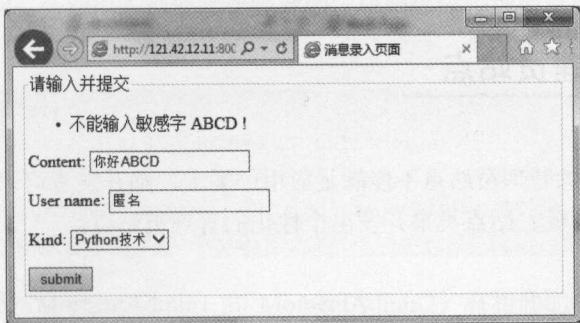 http://121.42.12.11:800 消息录入页面
请输入并提交
• 不能输入敏感字 ABCD！
Content: 你好ABCD
User name: 匿名
Kind: Python技术
submit